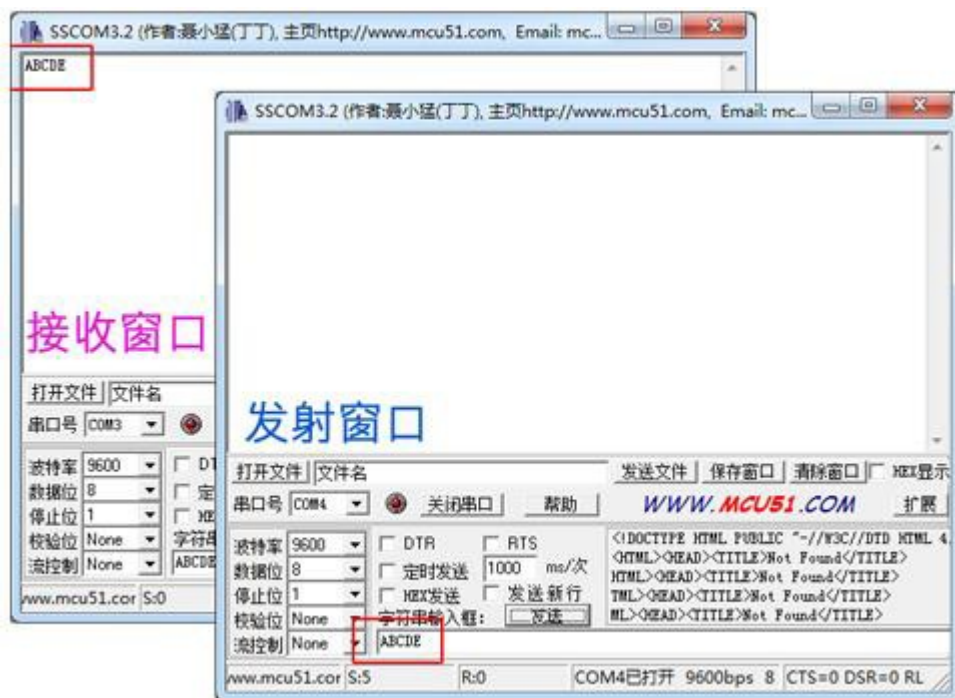 SSCOM3.2 (作者:聂小猛(丁丁), 主页http://www.mcu51.com, Email: mc...
ABCDE
接收窗口
打开文件 文件名
串口号 COM3
波特率 9600 DT
数据位 8 定
停止位 1 HE
校验位 None 字符串
流控制 None ABCDE
www.mcu51.cor S:0
SSCOM3.2 (作者:聂小猛(丁丁), 主页http://www.mcu51.com, Email: mc...
发射窗口
打开文件 文件名 发送文件 保存窗口 清除窗口 HEX显示
串口号 COM4 关闭串口 帮助 WWW.MCU51.COM 扩展
波特率 9600 DTR RTS
数据位 8 定时发送 1000 ms/次
停止位 1 HEX发送 发送新行
校验位 None 字符串输入框: 发送
流控制 None ABCDE
<!DOCTYPE HTML PUBLIC "-//W3C//DTD HTML 4.
<HTML><HEAD><TITLE>Not Found</TITLE>
HTML><HEAD><TITLE>Not Found</TITLE>
TML><HEAD><TITLE>Not Found</TITLE>
ML><HEAD><TITLE>Not Found</TITLE>
www.mcu51.cor S:5 R:0 COM4已打开 9600bps 8 CTS=0 DSR=0 RL